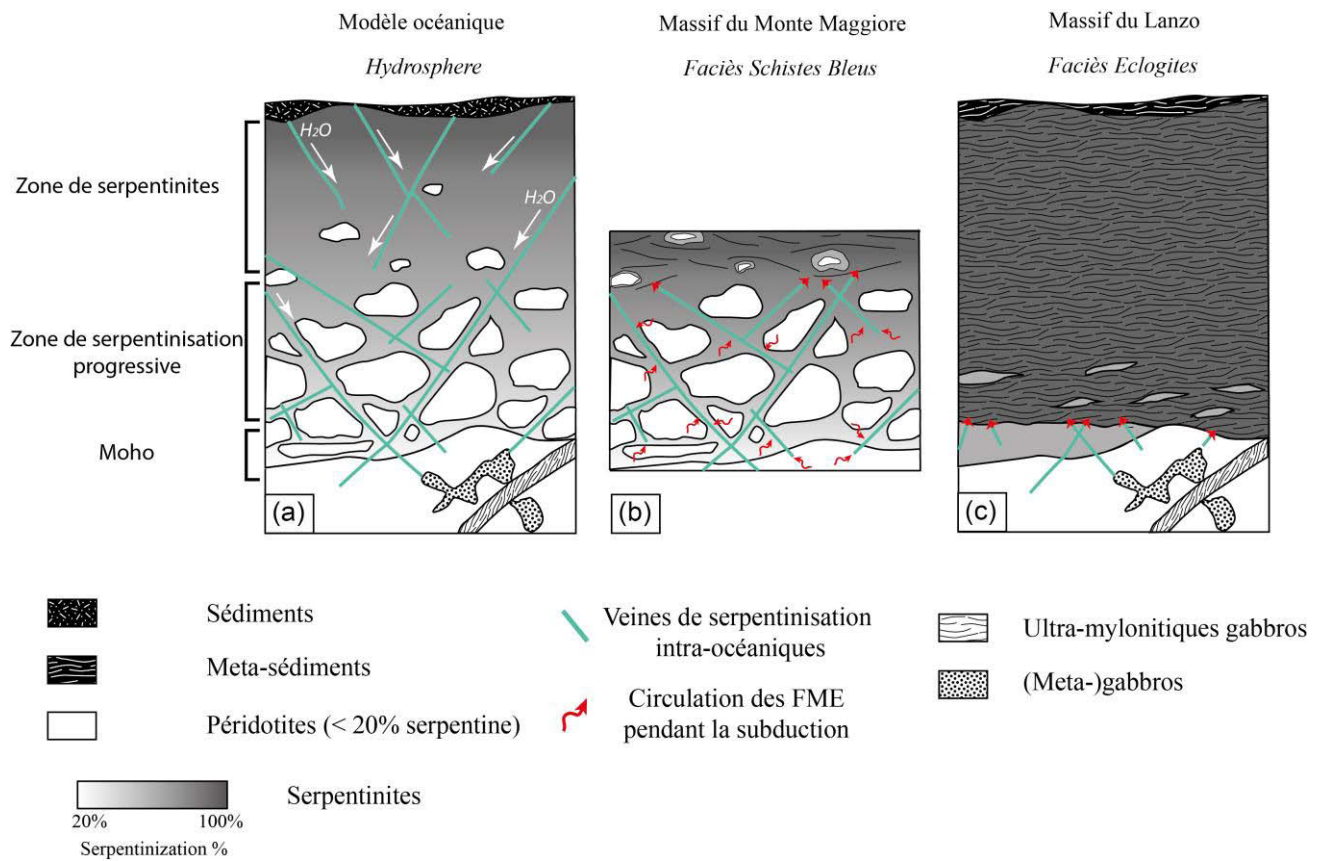 Modèle océanique
Hydrosphere
Massif du Monte Maggiore
Faciès Schistes Bleus
Massif du Lanzo
Faciès Eclogites
Zone de serpentinites
Zone de serpentinisation
progressive
Moho
H₂O
H₂O
(a)
(b)
(c)
Sédiments
Meta-sédiments
Péridotites (< 20% serpentine)
Veines de serpentinisation
intra-océaniques
Circulation des FME
pendant la subduction
Ultra-mylonitiques gabbros
(Meta-)gabbros
20%
100%
Serpentinization %
Serpentinites